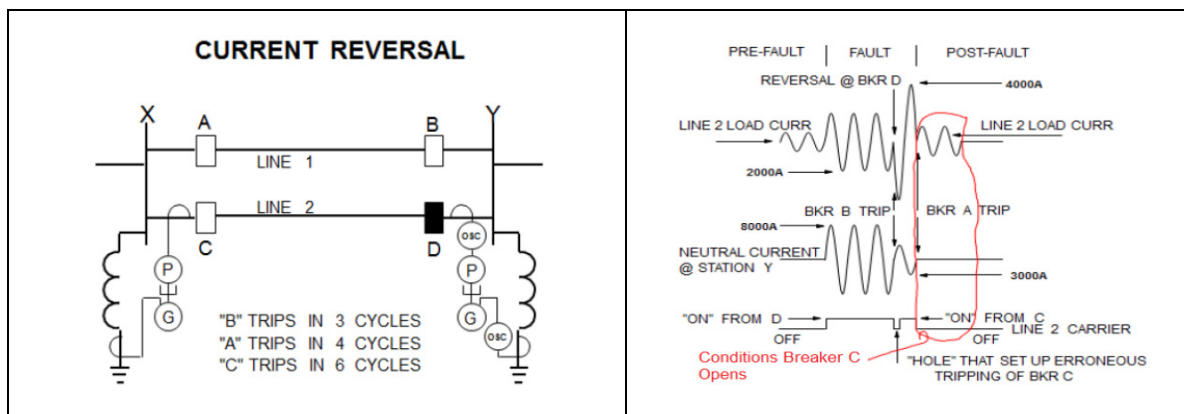 CURRENT REVERSAL
X
Y
A
B
LINE 1
LINE 2
C
D
OSC
P
P
G
G
OSC
"B" TRIPS IN 3 CYCLES
"A" TRIPS IN 4 CYCLES
"C" TRIPS IN 6 CYCLES
PRE-FAULT
FAULT
POST-FAULT
REVERSAL @ BKR D
4000A
LINE 2 LOAD CURR
LINE 2 LOAD CURR
2000A
BKR B TRIP
BKR A TRIP
8000A
NEUTRAL CURRENT
@ STATION Y
3000A
"ON" FROM D
"ON" FROM C
OFF
LINE 2 CARRIER
OFF
Conditions Breaker C
Opens
"HOLE" THAT SET UP ERRONEOUS
TRIPPING OF BKR C